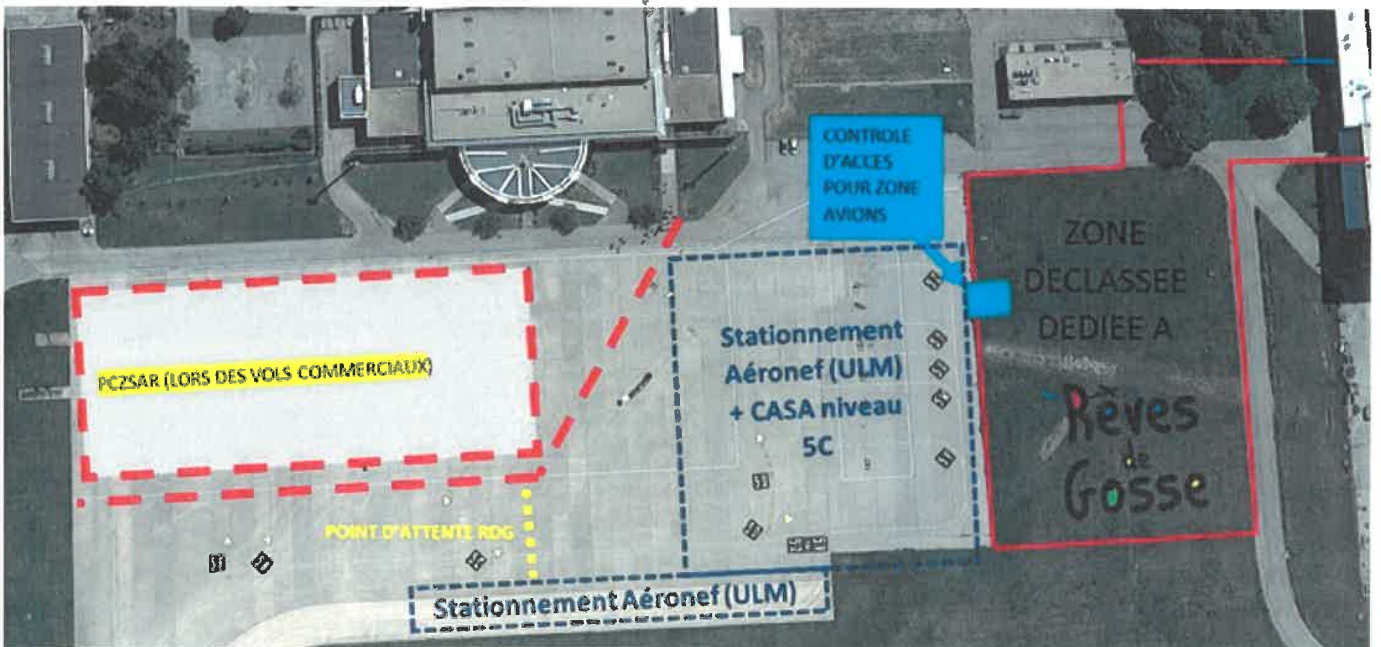 CONTROLE
D'ACCES
POUR ZONE
AVIONS
ZONE
DECLASSEE
DEDIEE A
Rêves
de
Gosse
Stationnement
Aéronef (ULM)
+ CASA niveau
5C
PCZSAR (LORS DES VOLS COMMERCIAUX)
POINT D'ATTENTE RDG
Stationnement Aéronef (ULM)